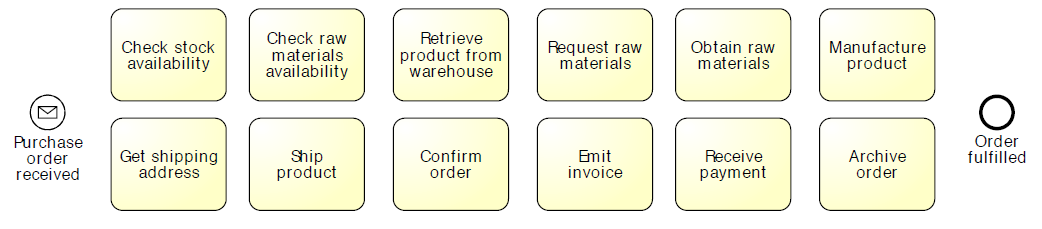 Check stock
availability
Check raw
materials
availability
Retrieve
product from
warehouse
Request raw
materials
Obtain raw
materials
Manufacture
product
Purchase
order
received
Order
fulfilled
Get shipping
address
Ship
product
Confirm
order
Emit
invoice
Receive
payment
Archive
order